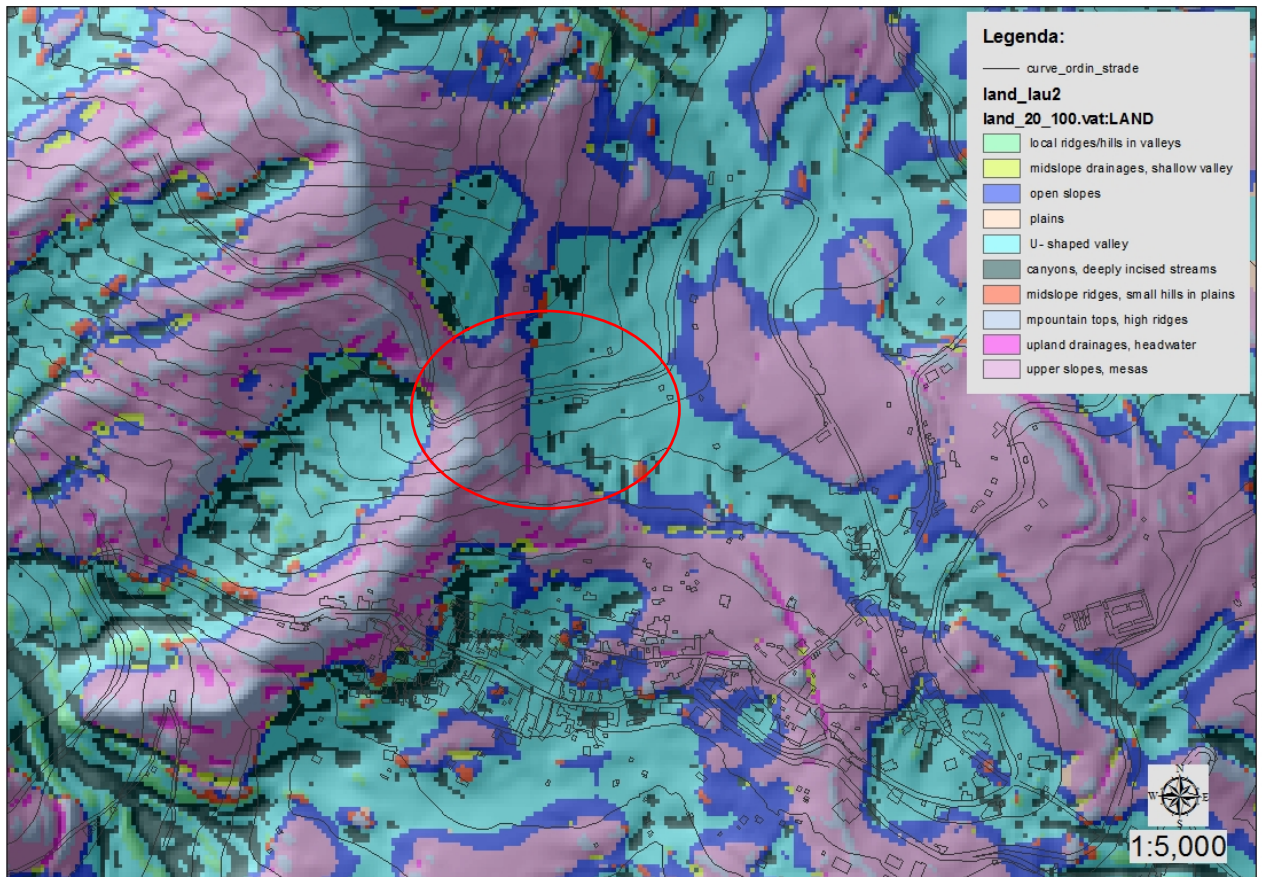 Legenda:
curve_ordin_strade
land_lau2
land_20_100.vat:LAND
local ridges/hills in valleys
midslope drainages, shallow valley
open slopes
plains
U- shaped valley
canyons, deeply incised streams
midslope ridges, small hills in plains
mpountain tops, high ridges
upland drainages, headwater
upper slopes, mesas
N
W E
S
1:5,000